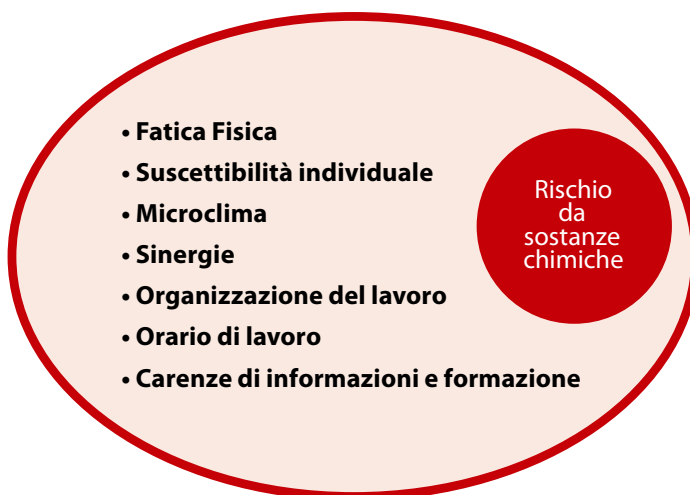 • Fatica Fisica
• Suscettibilità individuale
• Microclima
• Sinergie
• Organizzazione del lavoro
• Orario di lavoro
• Carenze di informazioni e formazione
Rischio
da
sostanze
chimiche